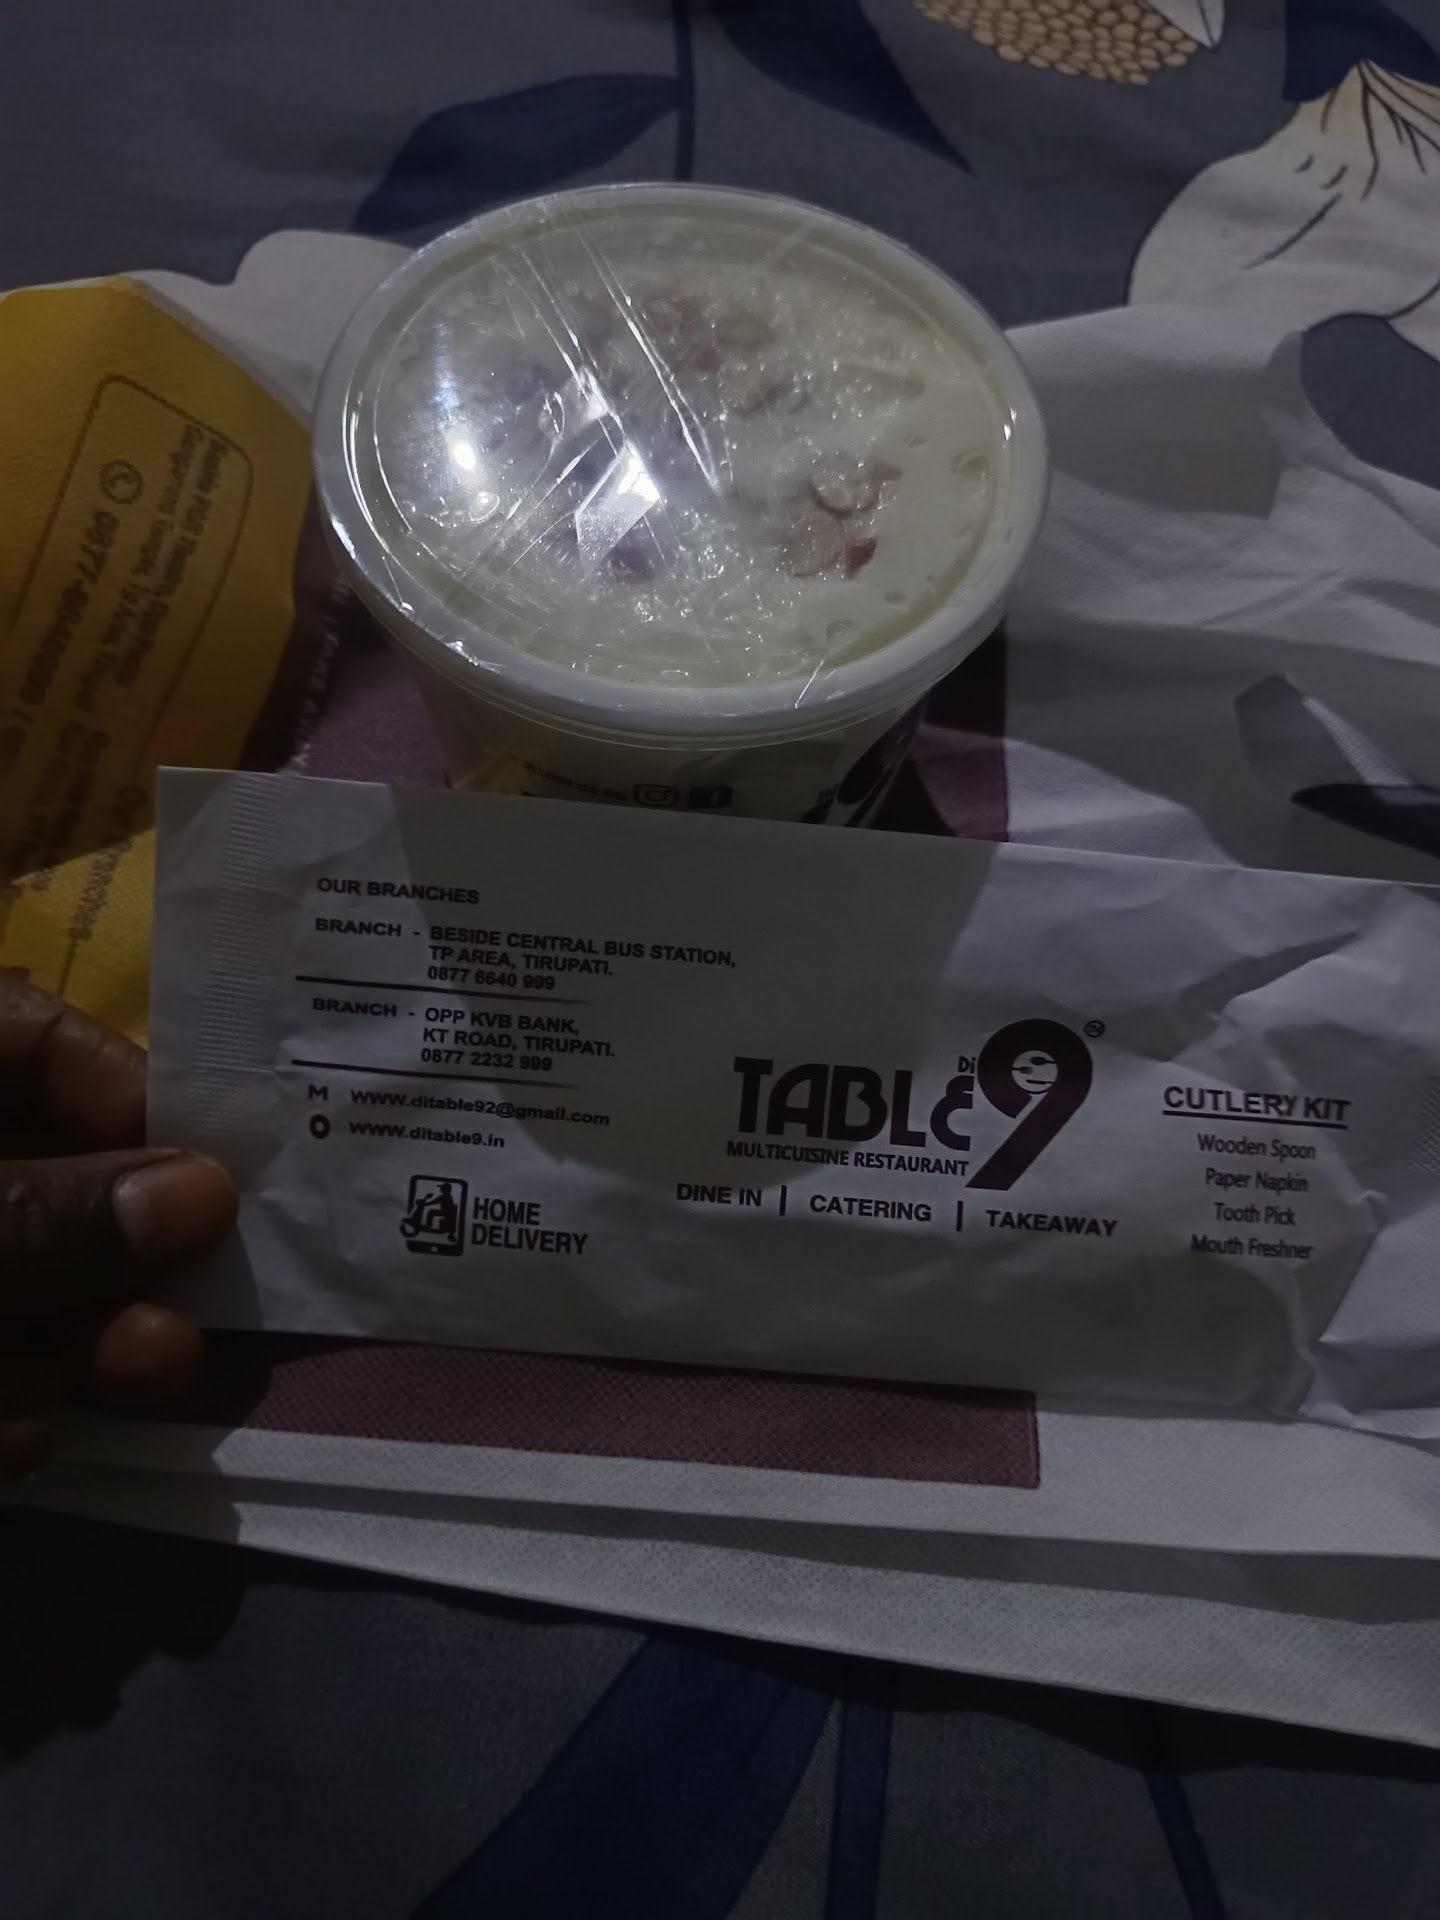 OUR BRANCHES
BRANCH - BESIDE CENTRAL BUS STATION,
TP AREA, TIRUPATI.
0877 6640 999
BRANCH - OPP KVB BANK,
KT ROAD, TIRUPATI.
0877 2232 999
M www.ditable92@gmail.com
www.ditable9.in
HOME
DELIVERY
Di
TABLE 9 TM
MULTICUISINE RESTAURANT
DINE IN | CATERING | TAKEAWAY
CUTLERY KIT
Wooden Spoon
Paper Napkin
Tooth Pick
Mouth Freshner